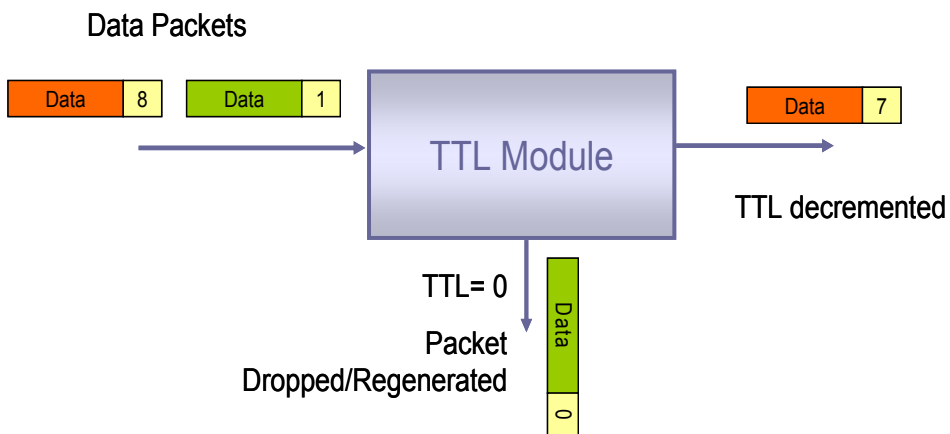 Data Packets
Data 8 Data 1
Data 7
TTL Module
TTL decremented
TTL= 0
Data
Packet
Dropped/Regenerated
0